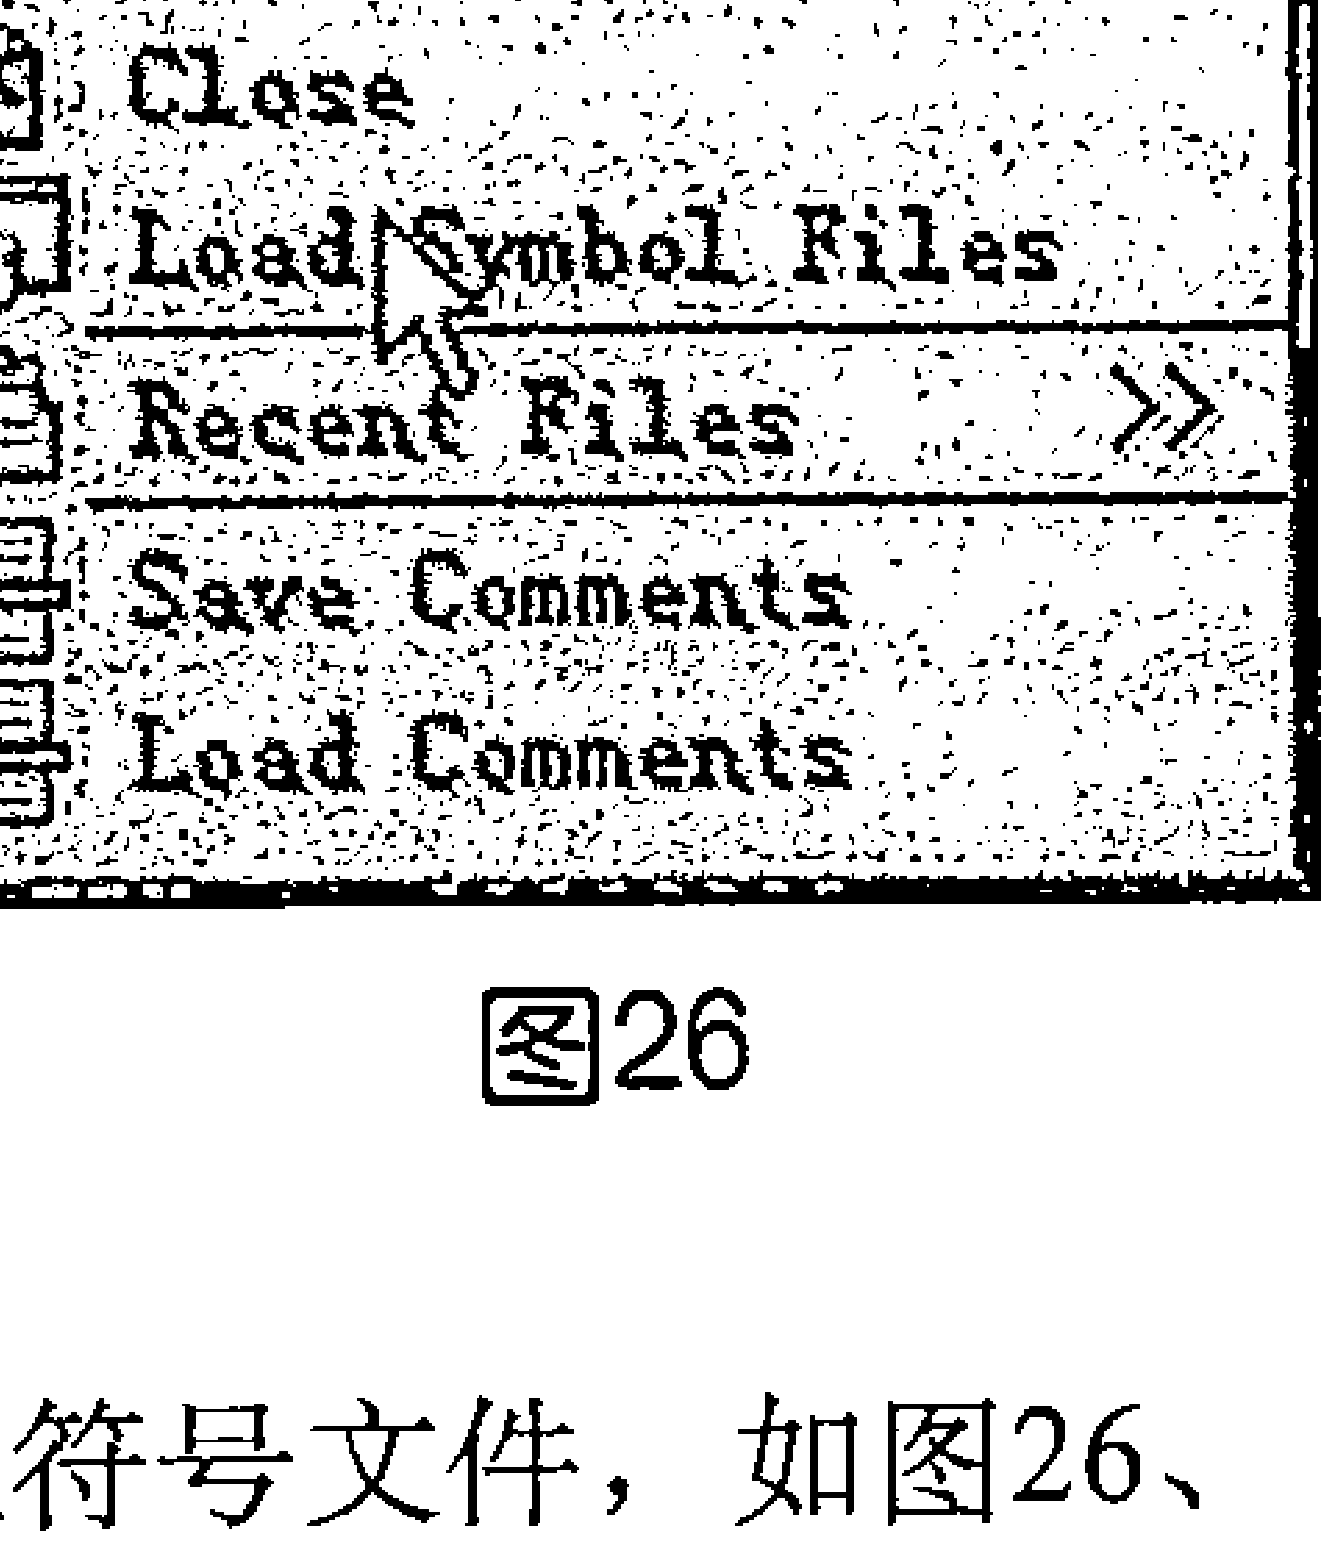 Close
Load Symbol Files
Recent Files »
Save Comments
Load Comments
图26
符号文件，如图26、